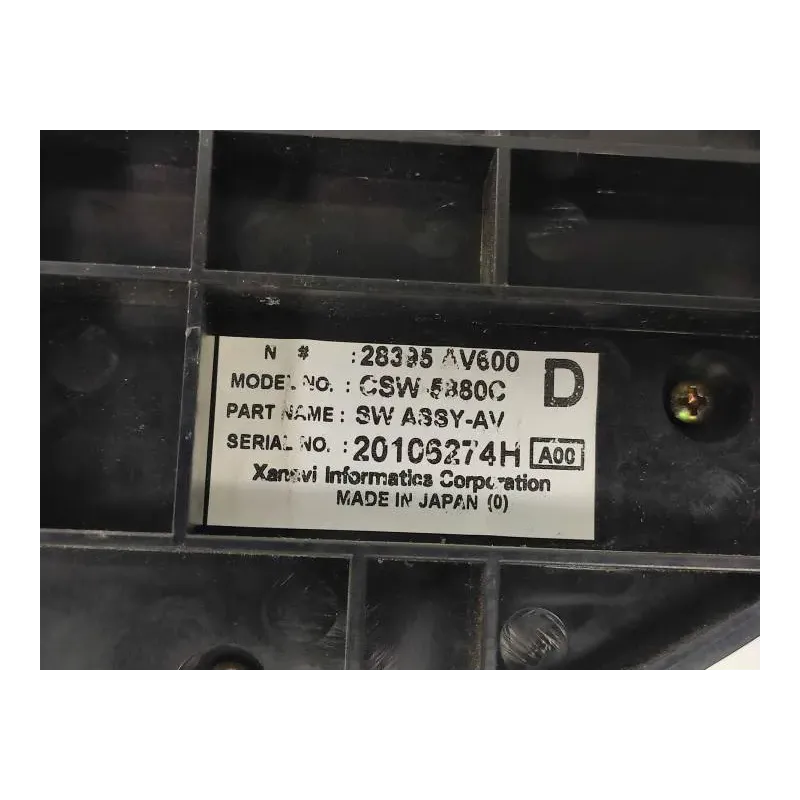 N # : 28395 AV600
MODEL NO. : CSW-5880C
PART NAME : SW ASSY-AV
SERIAL NO. : 20106274H A00
D
Xanavi Informatics Corporation
MADE IN JAPAN (0)